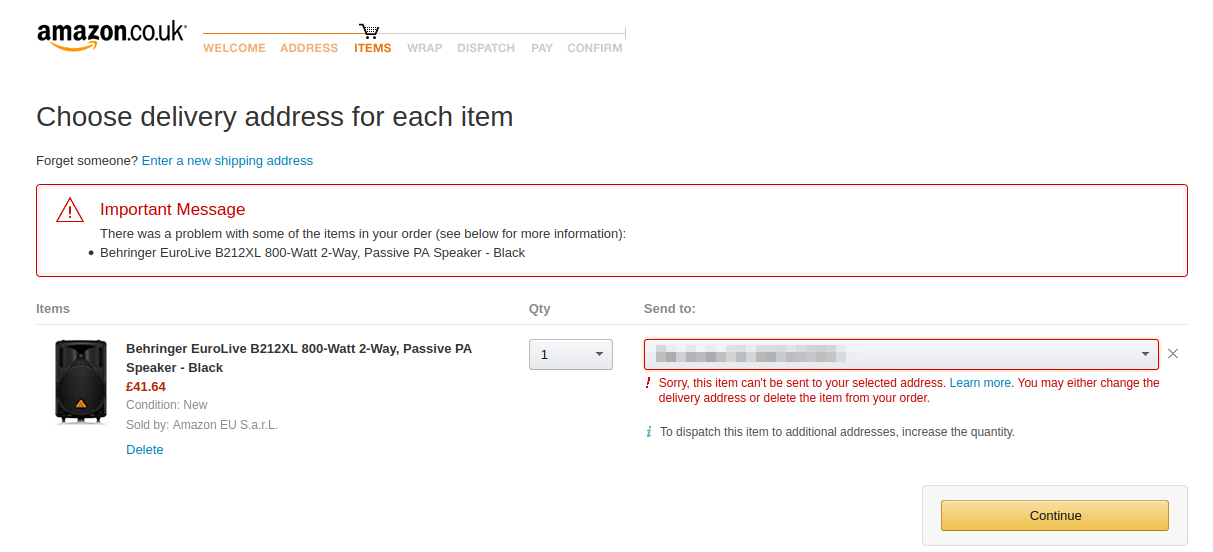 amazon.co.uk
WELCOME ADDRESS ITEMS WRAP DISPATCH PAY CONFIRM
Choose delivery address for each item
Forget someone? Enter a new shipping address
Important Message
There was a problem with some of the items in your order (see below for more information):
• Behringer EuroLive B212XL 800-Watt 2-Way, Passive PA Speaker - Black
Items Qty Send to:
Behringer EuroLive B212XL 800-Watt 2-Way, Passive PA
Speaker - Black
£41.64
Condition: New
Sold by: Amazon EU S.a.r.L.
Delete
1
Sorry, this item can't be sent to your selected address. Learn more. You may either change the
delivery address or delete the item from your order.
To dispatch this item to additional addresses, increase the quantity.
Continue